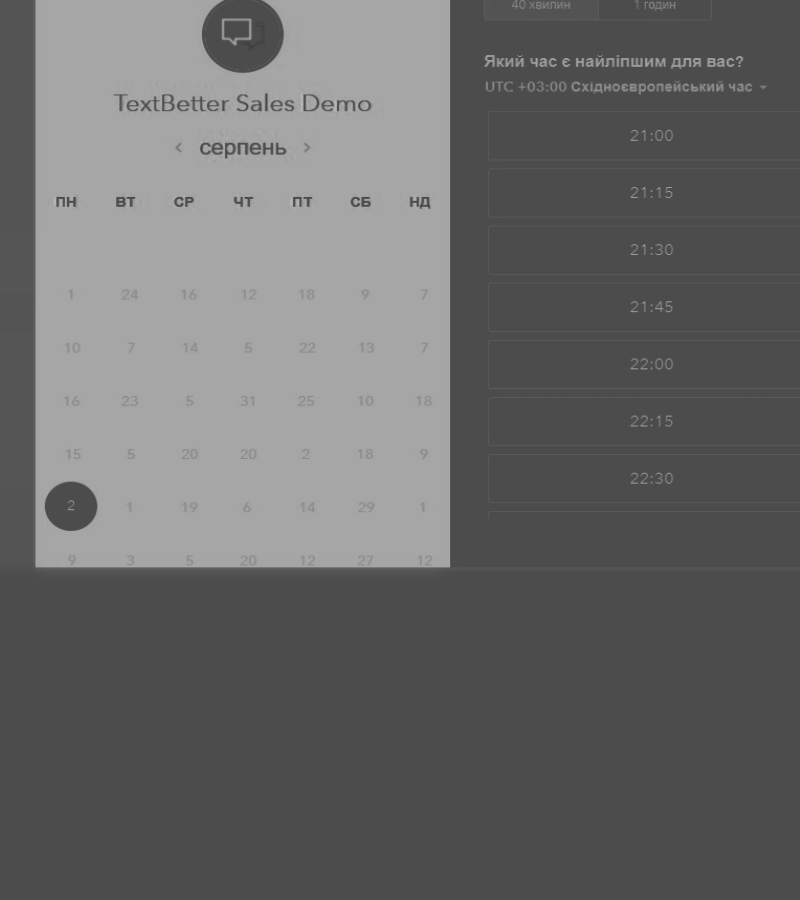 TextBetter Sales Demo
< серпень >
ПН ВТ СР ЧТ ПТ СБ НД
1 24 16 12 18 9 7
10 7 14 5 22 13 7
16 23 5 31 25 10 18
15 5 20 20 2 18 9
2 1 19 6 14 29 1
9 3 5 20 12 27 12
40 хвилин 1 годин
Який час є найліпшим для вас?
UTC +03:00 Східноєвропейський час
21:00
21:15
21:30
21:45
22:00
22:15
22:30